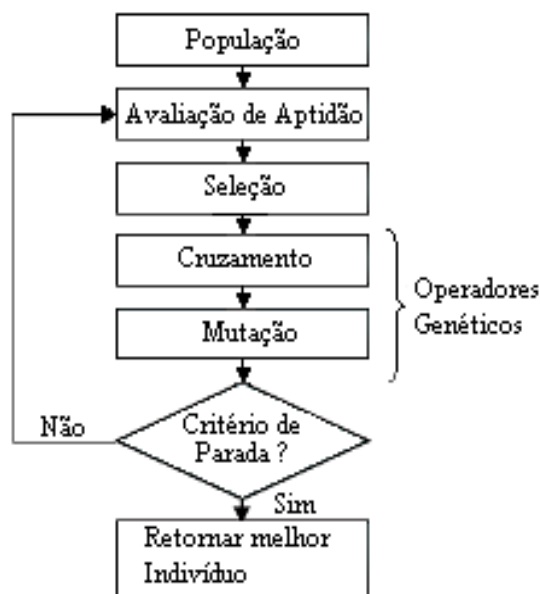 População
Avaliação de Aptidão
Seleção
Cruzamento
Operadores
Genéticos
Mutação
Critério de
Parada ?
Não
Sim
Retornar melhor
Indivíduo